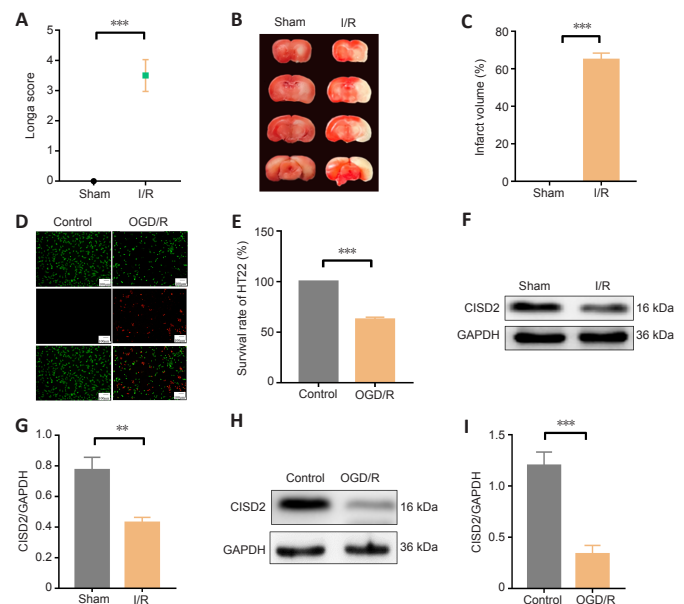 A
***
Longa score
5
4
3
2
1
0
Sham
I/R
B
Sham
I/R
C
***
Infarct volume (%)
80
60
40
20
0
Sham
I/R
D
Control
OGD/R
E
***
Survival rate of HT22 (%)
150
100
50
0
Control
OGD/R
F
Sham
I/R
CISD2
16 kDa
GAPDH
36 kDa
G
**
CISD2/GAPDH
1.0
0.8
0.6
0.4
0.2
0
Sham
I/R
H
Control
OGD/R
CISD2
16 kDa
GAPDH
36 kDa
I
***
CISD2/GAPDH
1.5
1.0
0.5
0
Control
OGD/R